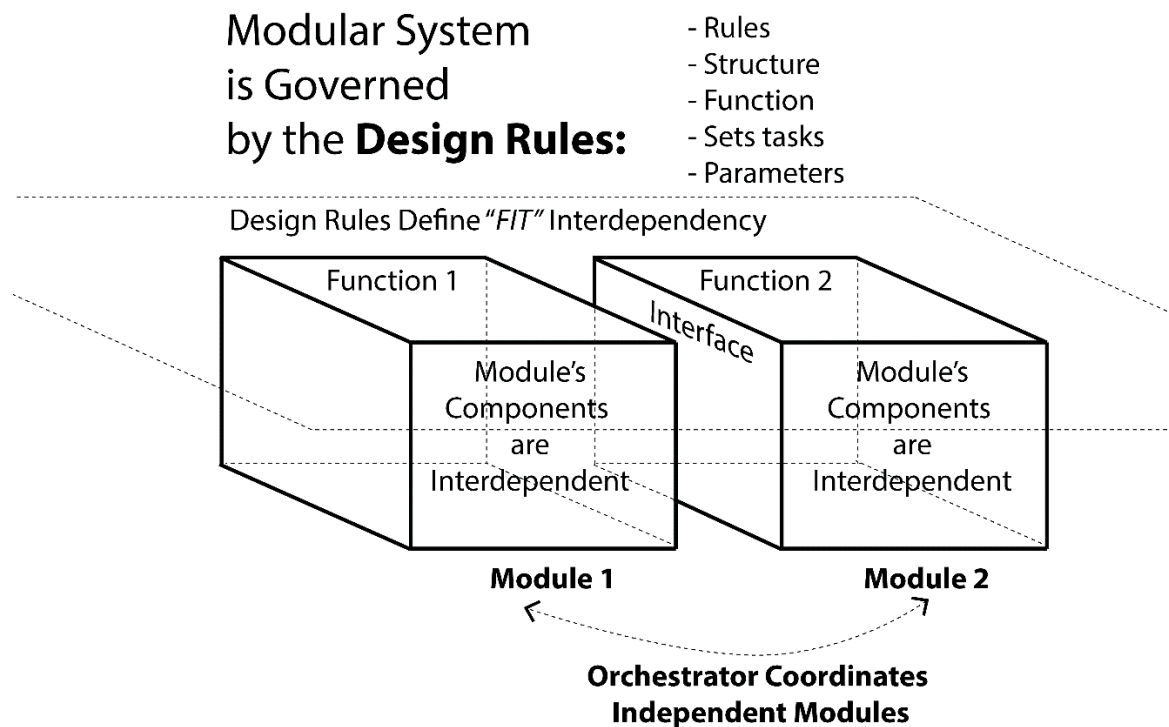 Modular System
is Governed
by the Design Rules:
- Rules
- Structure
- Function
- Sets tasks
- Parameters
Design Rules Define "FIT" Interdependency
Function 1
Function 2
Interface
Module's
Components
are
Interdependent
Module's
Components
are
Interdependent
Module 1
Module 2
Orchestrator Coordinates
Independent Modules